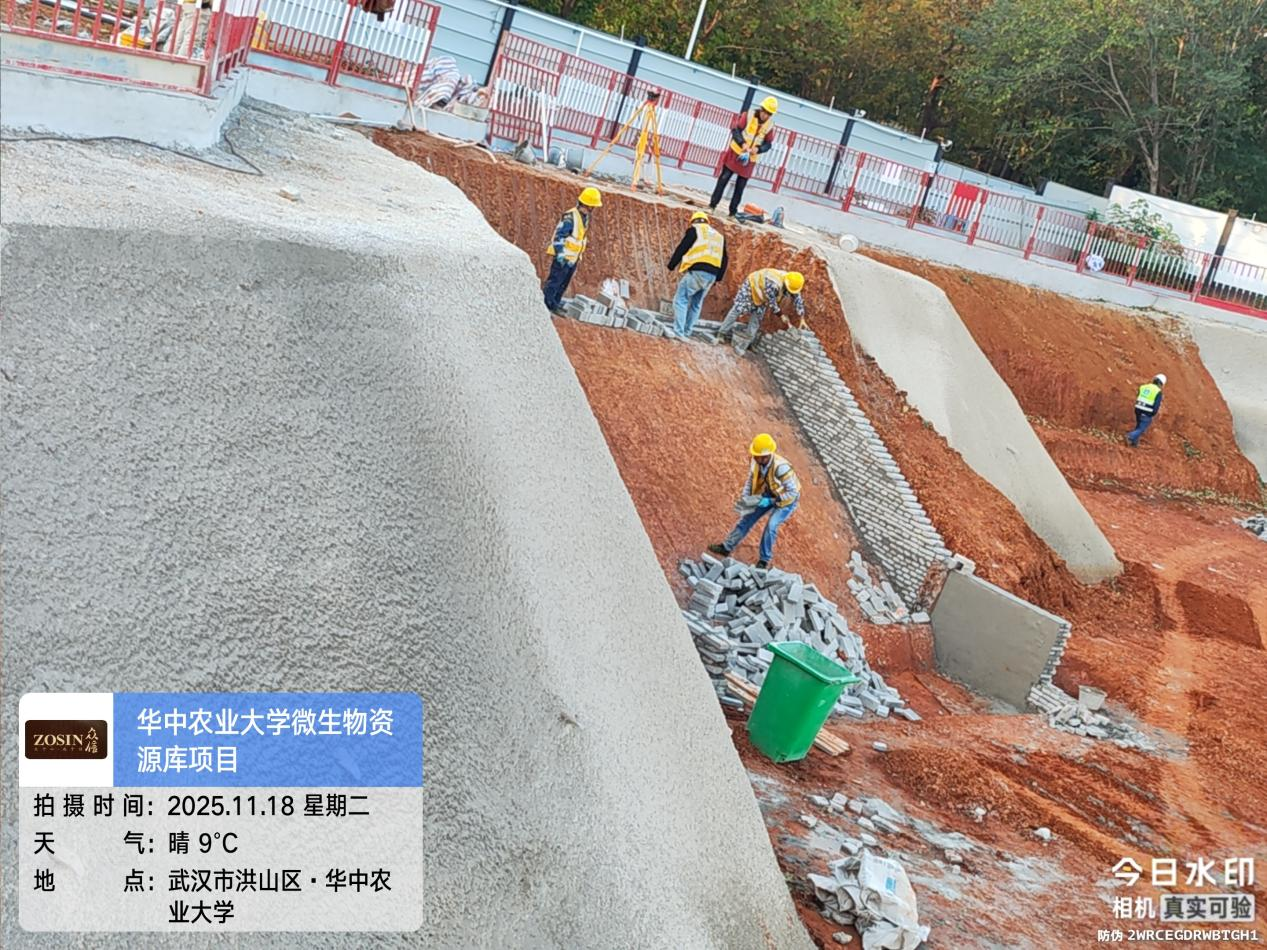 ZOSIN 众信
华中农业大学微生物资
源库项目
拍摄时间：2025.11.18 星期二
天气：晴 9°C
地点：武汉市洪山区·华中农
业大学
今日水印
相机 真实可验
防伪 2WRCEGDRWBTGH1